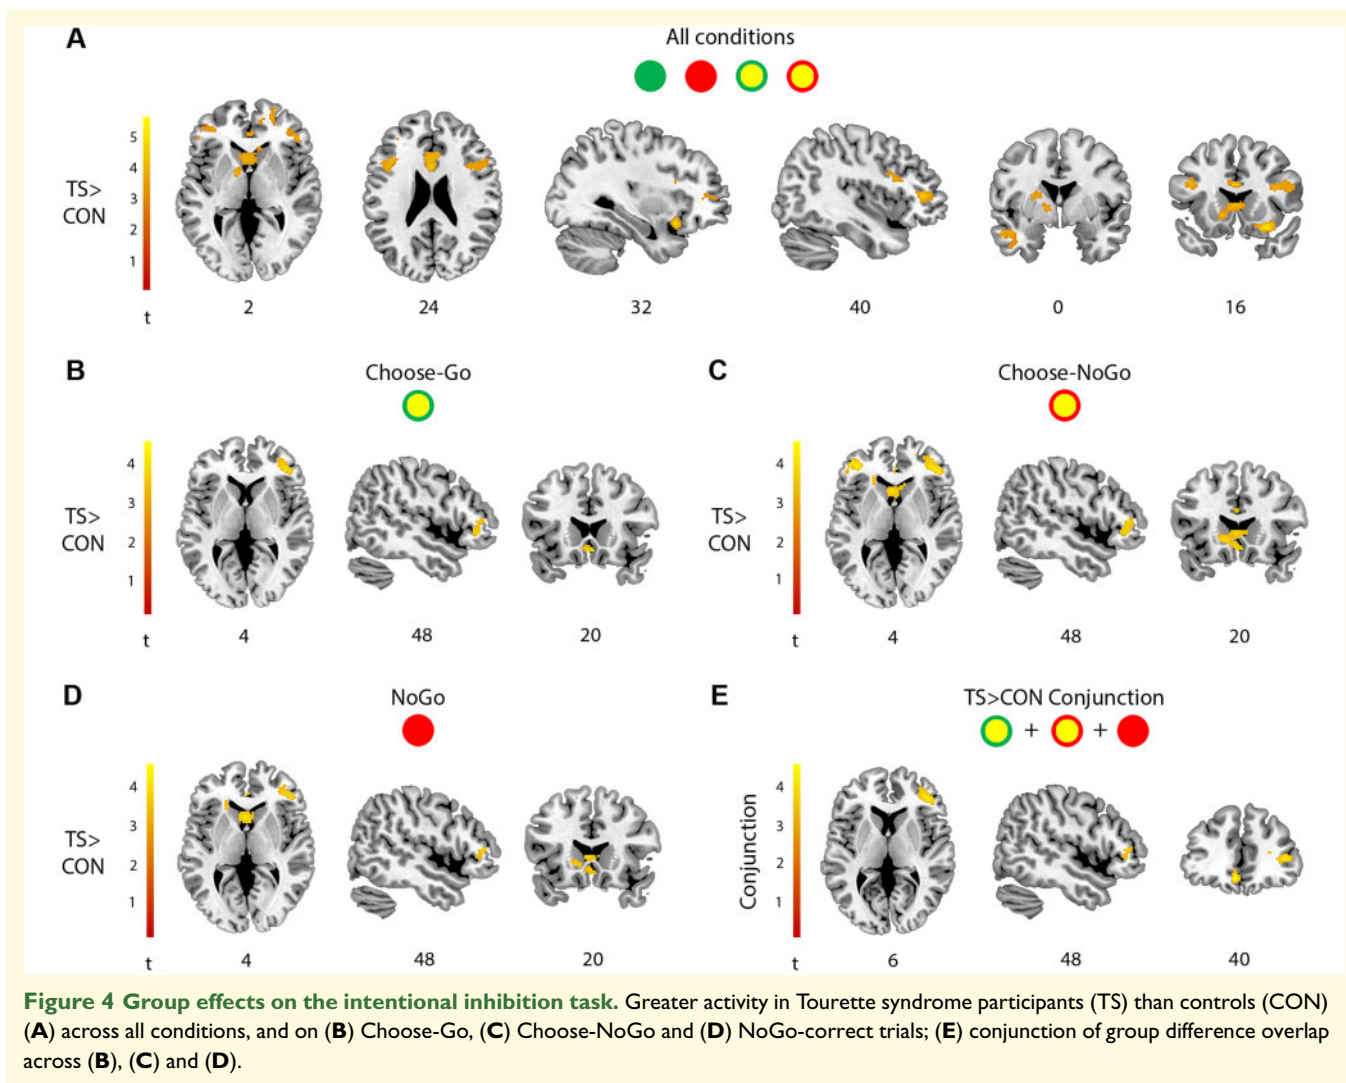 A
All conditions
5
4
3
2
1
t
TS>
CON
2
24
32
40
0
16
B
Choose-Go
4
3
2
1
t
TS>
CON
4
48
20
C
Choose-NoGo
4
3
2
1
t
TS>
CON
4
48
20
D
NoGo
4
3
2
1
t
TS>
CON
4
48
20
E
TS>CON Conjunction
+ +
4
3
2
1
t
Conjunction
6
48
40
Figure 4 Group effects on the intentional inhibition task. Greater activity in Tourette syndrome participants (TS) than controls (CON)
(A) across all conditions, and on (B) Choose-Go, (C) Choose-NoGo and (D) NoGo-correct trials; (E) conjunction of group difference overlap
across (B), (C) and (D).